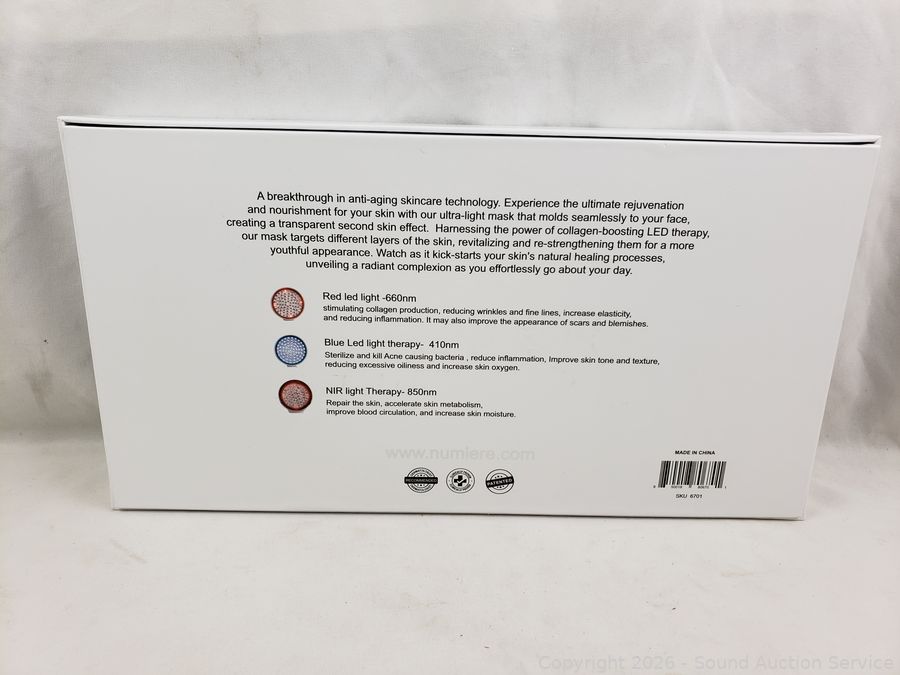 A breakthrough in anti-aging skincare technology. Experience the ultimate rejuvenation
and nourishment for your skin with our ultra-light mask that molds seamlessly to your face,
creating a transparent second skin effect. Harnessing the power of collagen-boosting LED therapy,
our mask targets different layers of the skin, revitalizing and re-strengthening them for a more
youthful appearance. Watch as it kick-starts your skin's natural healing processes,
unveiling a radiant complexion as you effortlessly go about your day.
Red led light -660nm
stimulating collagen production, reducing wrinkles and fine lines, increase elasticity,
and reducing inflammation. It may also improve the appearance of scars and blemishes.
Blue Led light therapy- 410nm
Sterilize and kill Acne causing bacteria , reduce inflammation, Improve skin tone and texture,
reducing excessive oiliness and increase skin oxygen.
NIR light Therapy- 850nm
Repair the skin, accelerate skin metabolism,
improve blood circulation, and increase skin moisture.
www.numiere.com
RECOMMENDED
PATENTED
MADE IN CHINA
SKU 6701
Copyright 2026 - Sound Auction Service